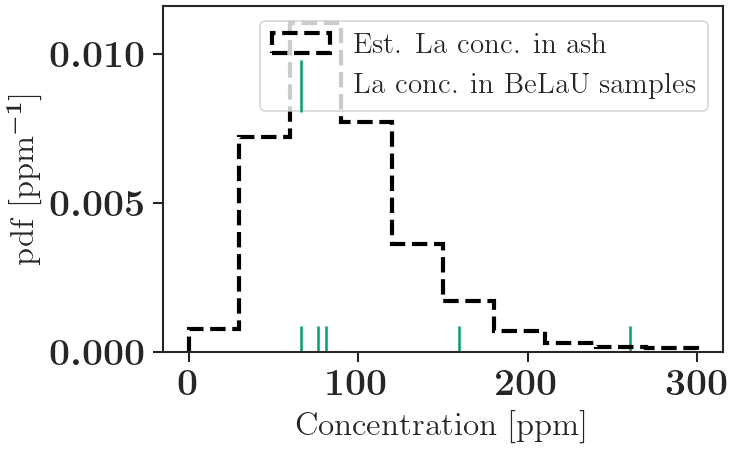 Est. La conc. in ash
La conc. in BeLaU samples
pdf [ppm⁻¹]
0.010
0.005
0.000
0 100 200 300
Concentration [ppm]